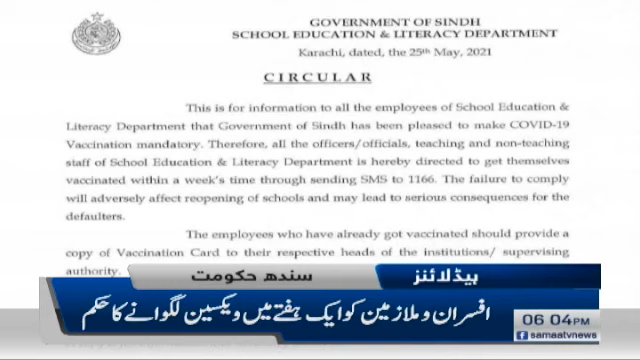 GOVERNMENT OF SINDH
SCHOOL EDUCATION & LITERACY DEPARTMENT
Karachi, dated, the 25th May, 2021
CIRCULAR
This is for information to all the employees of School Education &
Literacy Department that Government of Sindh has been pleased to make COVID-19
Vaccination mandatory. Therefore, all the officers/officials, teaching and non-teaching
staff of School Education & Literacy Department is hereby directed to get themselves
vaccinated within a week's time through sending SMS to 1166. The failure to comply
will adversely affect reopening of schools and may lead to serious consequences for the
defaulters.
The employees who have already got vaccinated should provide a
copy of Vaccination Card to their respective heads of the institutions/ supervising
authority.
ہیڈلائنز
سندھ حکومت
افسران و ملازمین کو ایک ہفتے میں ویکسین لگوانے کا حکم
06:04PM
samaatvnews